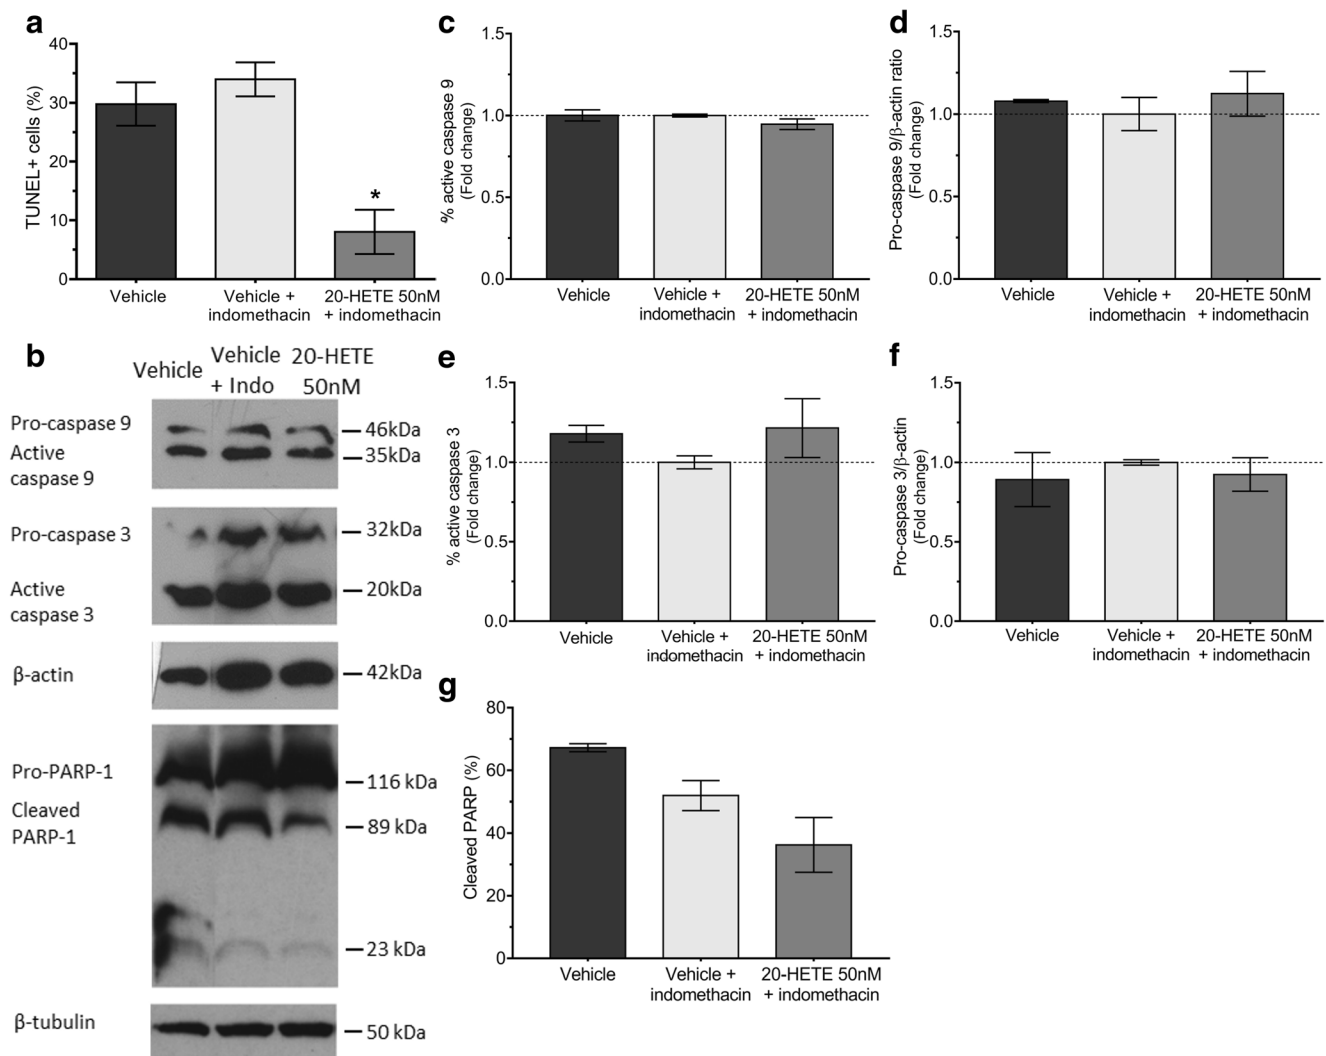 a
TUNEL+ cells (%)
40
30
20
10
0
*
Vehicle
Vehicle +
indomethacin
20-HETE 50nM
+ indomethacin
c
% active caspase 9
(Fold change)
1.5
1.0
0.5
0.0
Vehicle
Vehicle +
indomethacin
20-HETE 50nM
+ indomethacin
d
Pro-caspase 9/β-actin ratio
(Fold change)
1.5
1.0
0.5
0.0
Vehicle
Vehicle +
indomethacin
20-HETE 50nM
+ indomethacin
b
Vehicle
Vehicle
+ Indo
20-HETE
50nM
Pro-caspase 9
46kDa
Active
caspase 9
35kDa
Pro-caspase 3
32kDa
Active
caspase 3
20kDa
β-actin
42kDa
Pro-PARP-1
116 kDa
Cleaved
PARP-1
89 kDa
23 kDa
β-tubulin
50 kDa
e
% active caspase 3
(Fold change)
1.5
1.0
0.5
0.0
Vehicle
Vehicle +
indomethacin
20-HETE 50nM
+ indomethacin
f
Pro-caspase 3/β-actin
(Fold change)
1.5
1.0
0.5
0.0
Vehicle
Vehicle +
indomethacin
20-HETE 50nM
+ indomethacin
g
Cleaved PARP (%)
80
60
40
20
0
Vehicle
Vehicle +
indomethacin
20-HETE 50nM
+ indomethacin